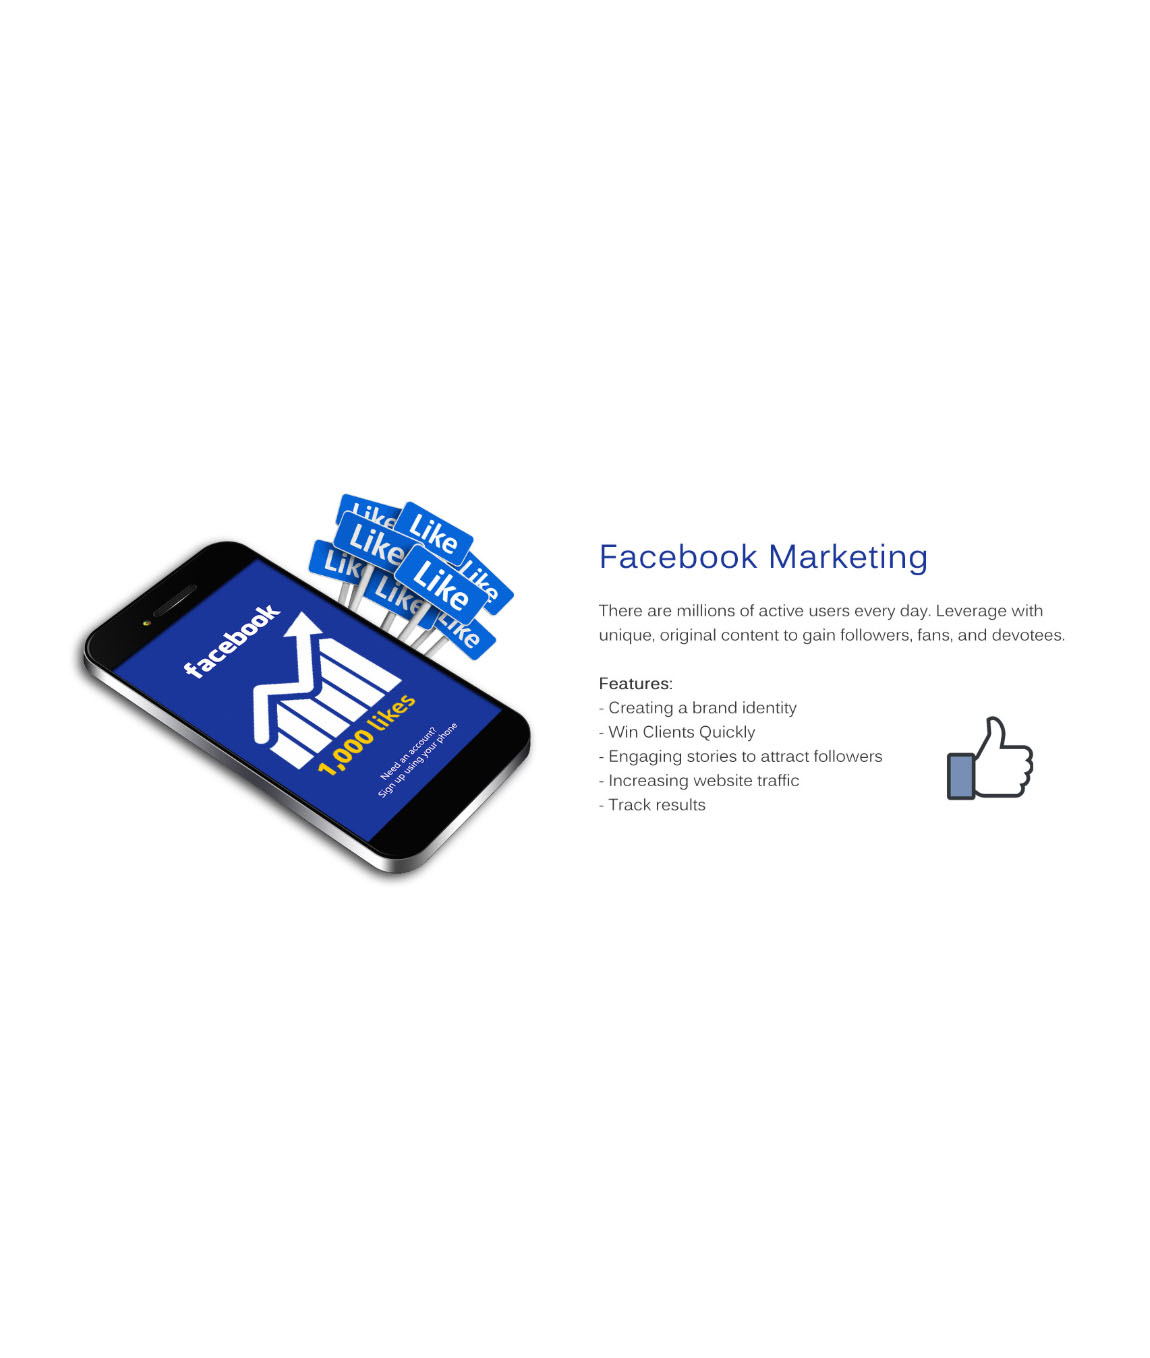 Like
Like
Like
Like
Like
Like
Like
Like
facebook
1,000 likes
Need an account?
Sign up using your phone
Facebook Marketing
There are millions of active users every day. Leverage with
unique, original content to gain followers, fans, and devotees.
Features:
- Creating a brand identity
- Win Clients Quickly
- Engaging stories to attract followers
- Increasing website traffic
- Track results